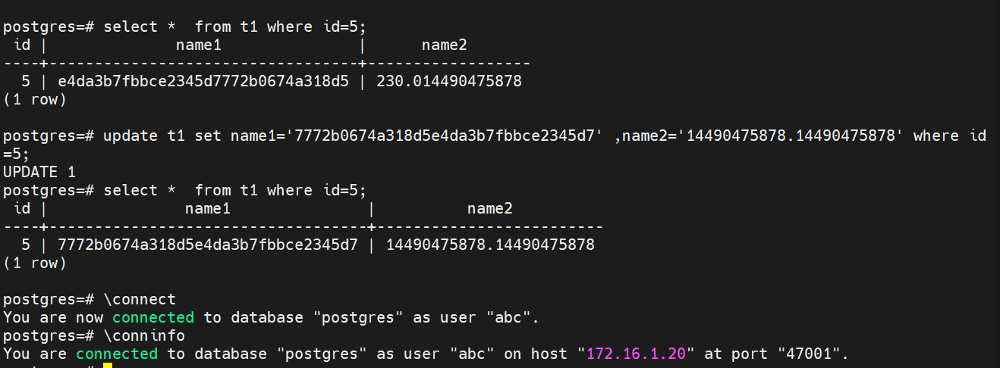 postgres=# select *  from t1 where id=5;
 id |              name1               |      name2
----+----------------------------------+------------------
  5 | e4da3b7fbbce2345d7772b0674a318d5 | 230.014490475878
(1 row)
postgres=# update t1 set name1='7772b0674a318d5e4da3b7fbbce2345d7' ,name2='14490475878.14490475878' where id
=5;
UPDATE 1
postgres=# select *  from t1 where id=5;
 id |               name1               |          name2
----+-----------------------------------+-------------------------
  5 | 7772b0674a318d5e4da3b7fbbce2345d7 | 14490475878.14490475878
(1 row)
postgres=# \connect
You are now connected to database "postgres" as user "abc".
postgres=# \conninfo
You are connected to database "postgres" as user "abc" on host "172.16.1.20" at port "47001".